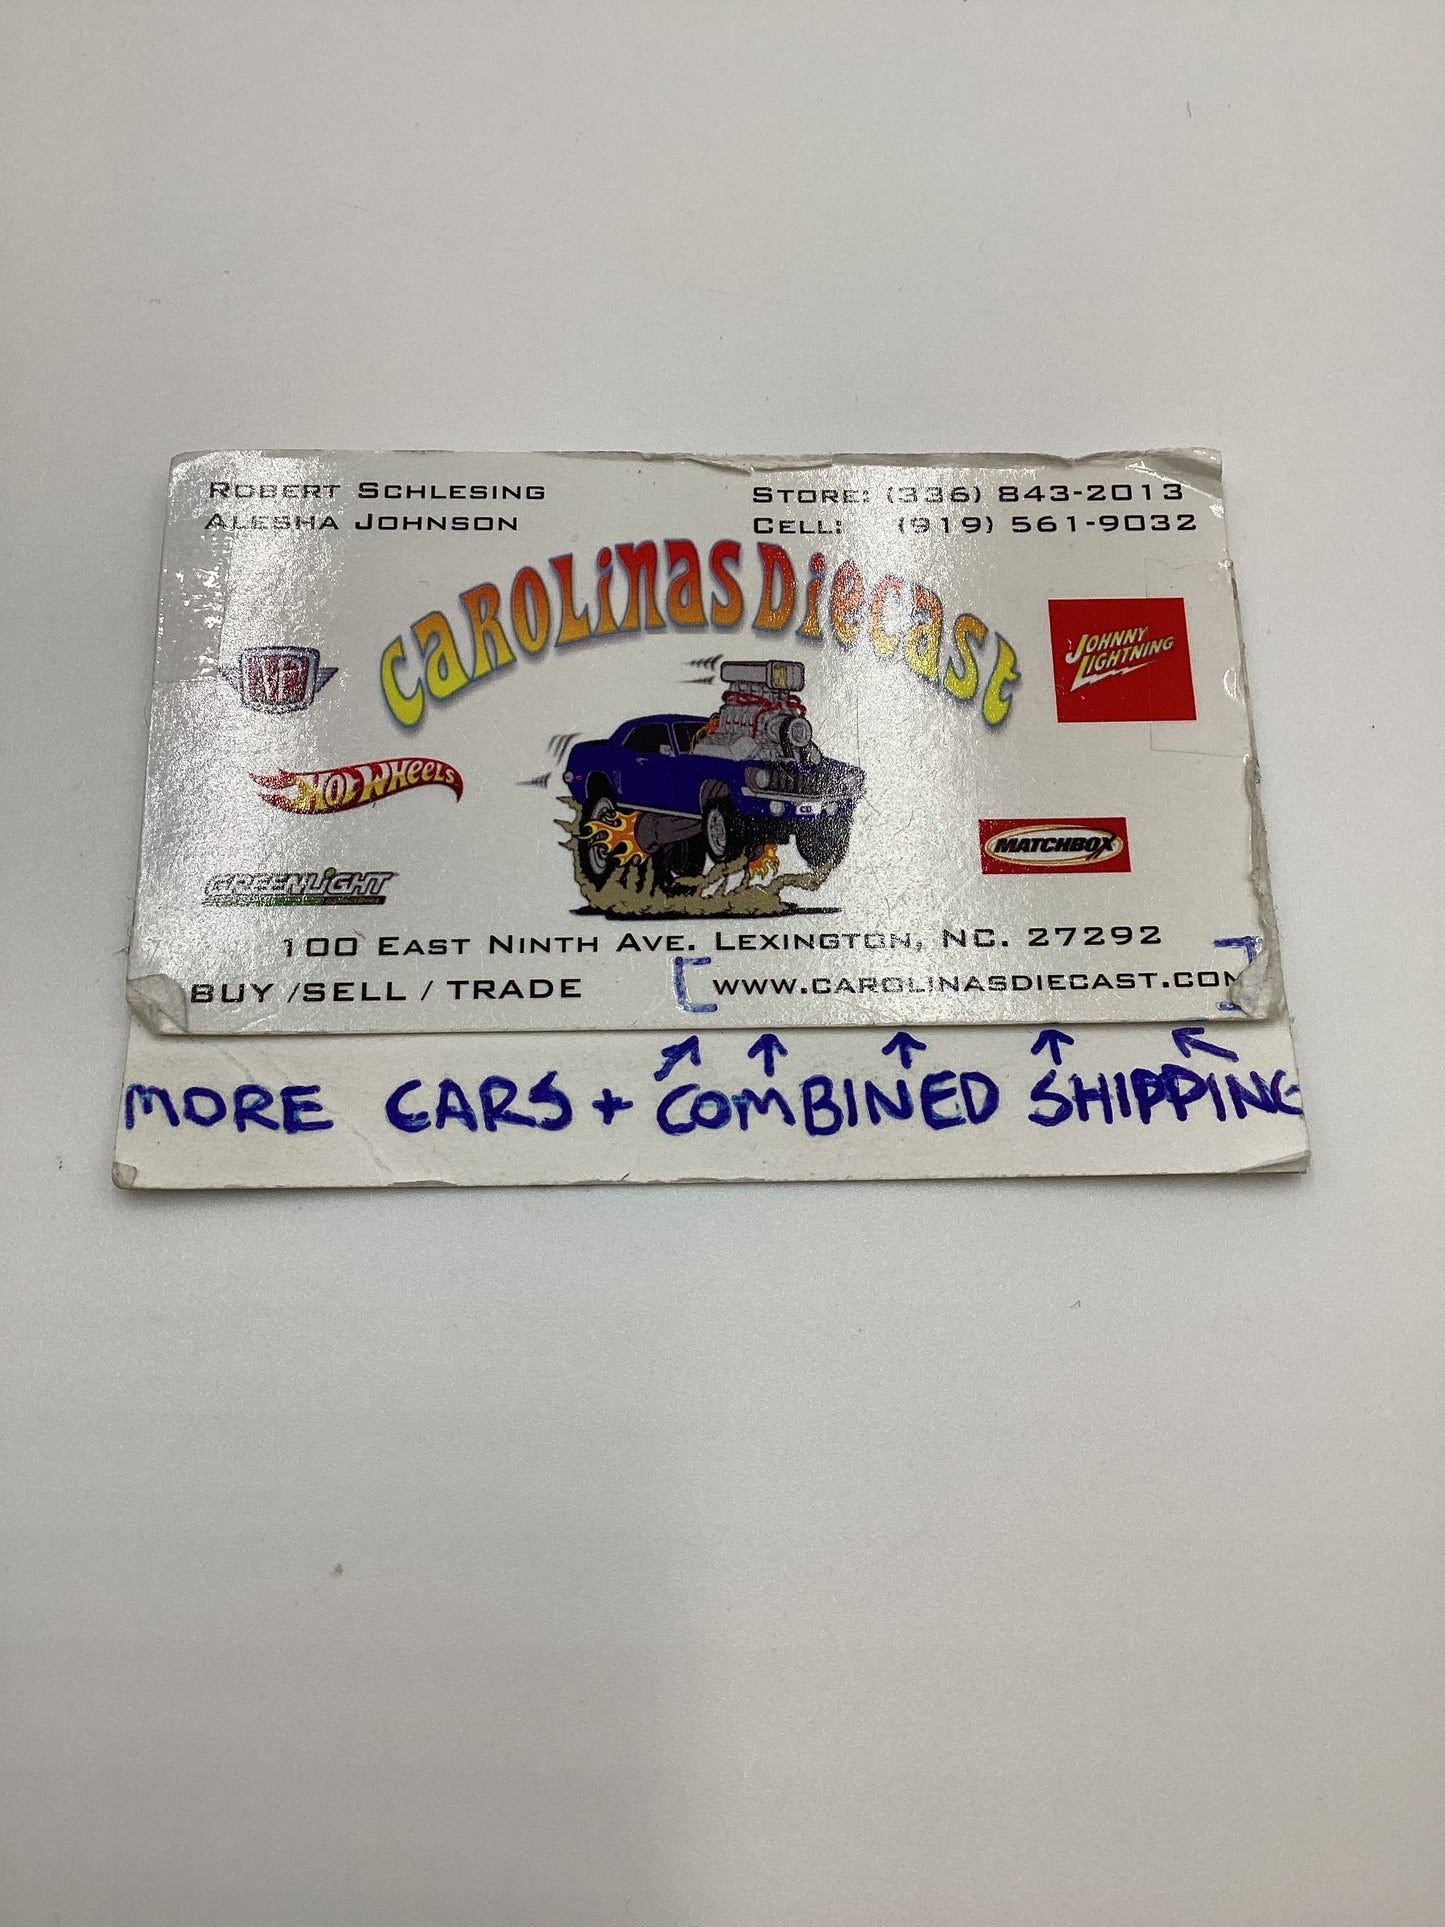 ROBERT SCHLESING
ALESHA JOHNSON
STORE: (336) 843-2013
CELL: (919) 561-9032
CAROLINAS DIECAST
JOHNNY LIGHTNING
HOT WHEELS
MATCHBOX
GREENLIGHT
CD
100 EAST NINTH AVE. LEXINGTON, NC. 27292
BUY /SELL / TRADE
[ WWW.CAROLINASDIECAST.COM ]
MORE CARS + COMBINED SHIPPING